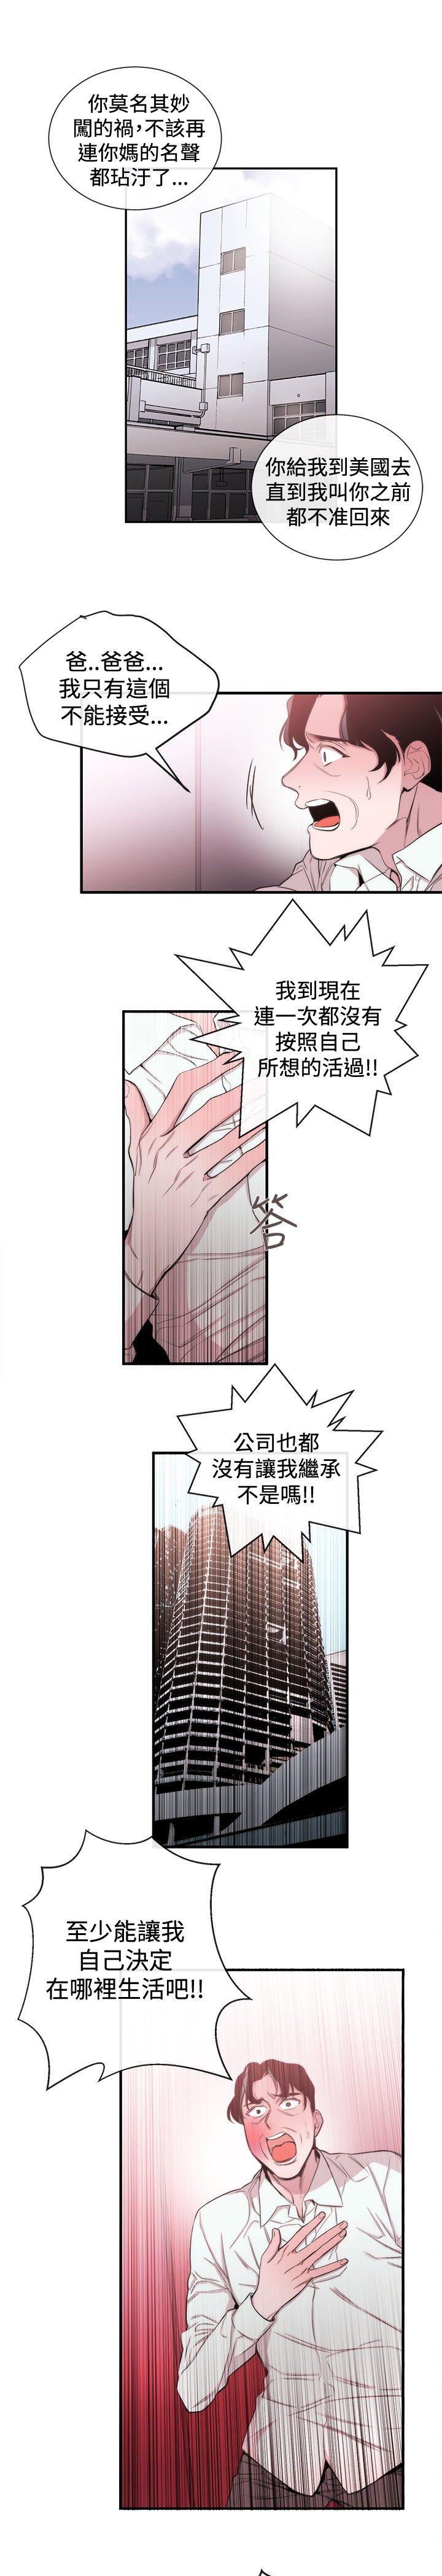 你莫名其妙
闖的禍,不該再
連你媽的名聲
都玷汙了...
你給我到美國去
直到我叫你之前
都不准回來
爸..爸爸...
我只有這個
不能接受...
我到現在
連一次都沒有
按照自己
所想的活過!!
答
公司也都
沒有讓我繼承
不是嗎!!
至少能讓我
自己決定
在哪裡生活吧!!